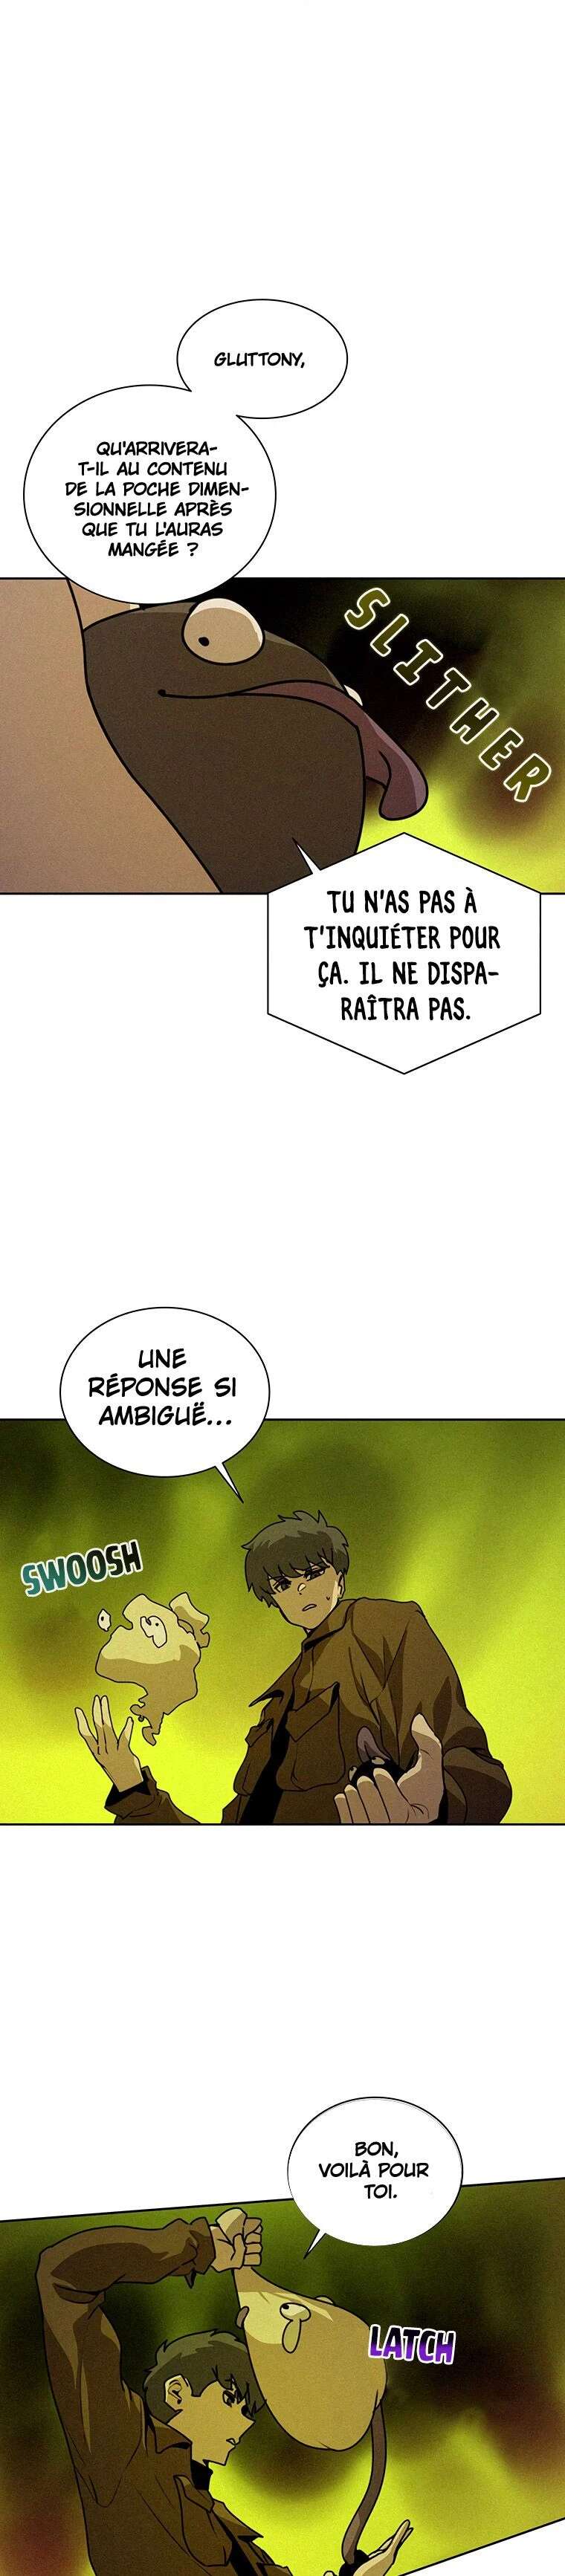 GLUTTONY,
QU'ARRIVERA-
T-IL AU CONTENU
DE LA POCHE DIMEN-
SIONNELLE APRÈS
QUE TU L'AURAS
MANGÉE ?
SLITHER
TU N'AS PAS À
T'INQUIÉTER POUR
ÇA. IL NE DISPA-
RAÎTRA PAS.
UNE
RÉPONSE SI
AMBIGUË...
SWOOSH
BON,
VOILÀ POUR
TOI.
LATCH